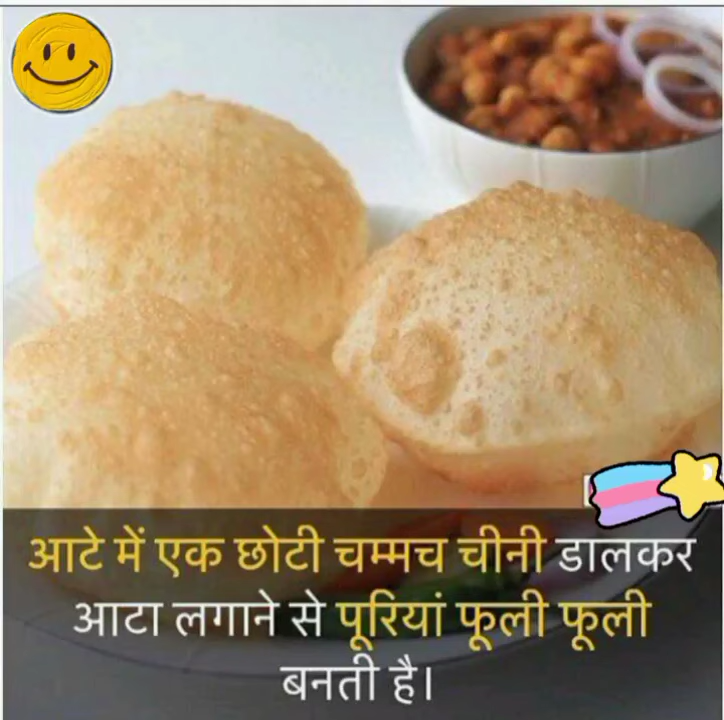 आटे में एक छोटी चम्मच चीनी डालकर
आटा लगाने से पूरियां फूली फूली
बनती है।